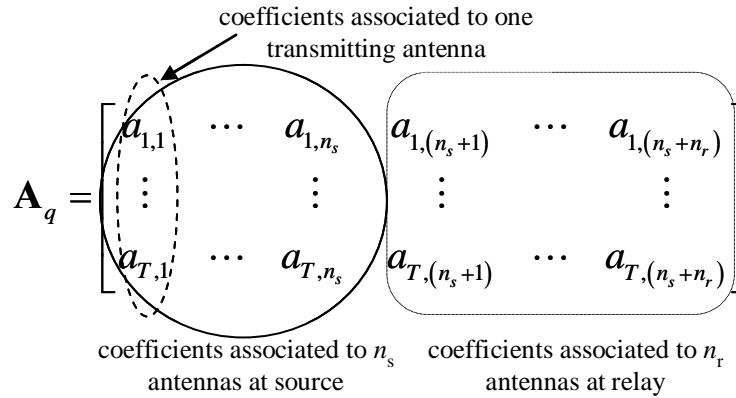 coefficients associated to one
transmitting antenna
a_{1,1} ⋯ a_{1,n_s} a_{1,(n_s+1)} ⋯ a_{1,(n_s+n_r)}
A_q = [ ⋮ ⋮ ⋮ ⋮ ]
a_{T,1} ⋯ a_{T,n_s} a_{T,(n_s+1)} ⋯ a_{T,(n_s+n_r)}
coefficients associated to n_s
antennas at source
coefficients associated to n_r
antennas at relay